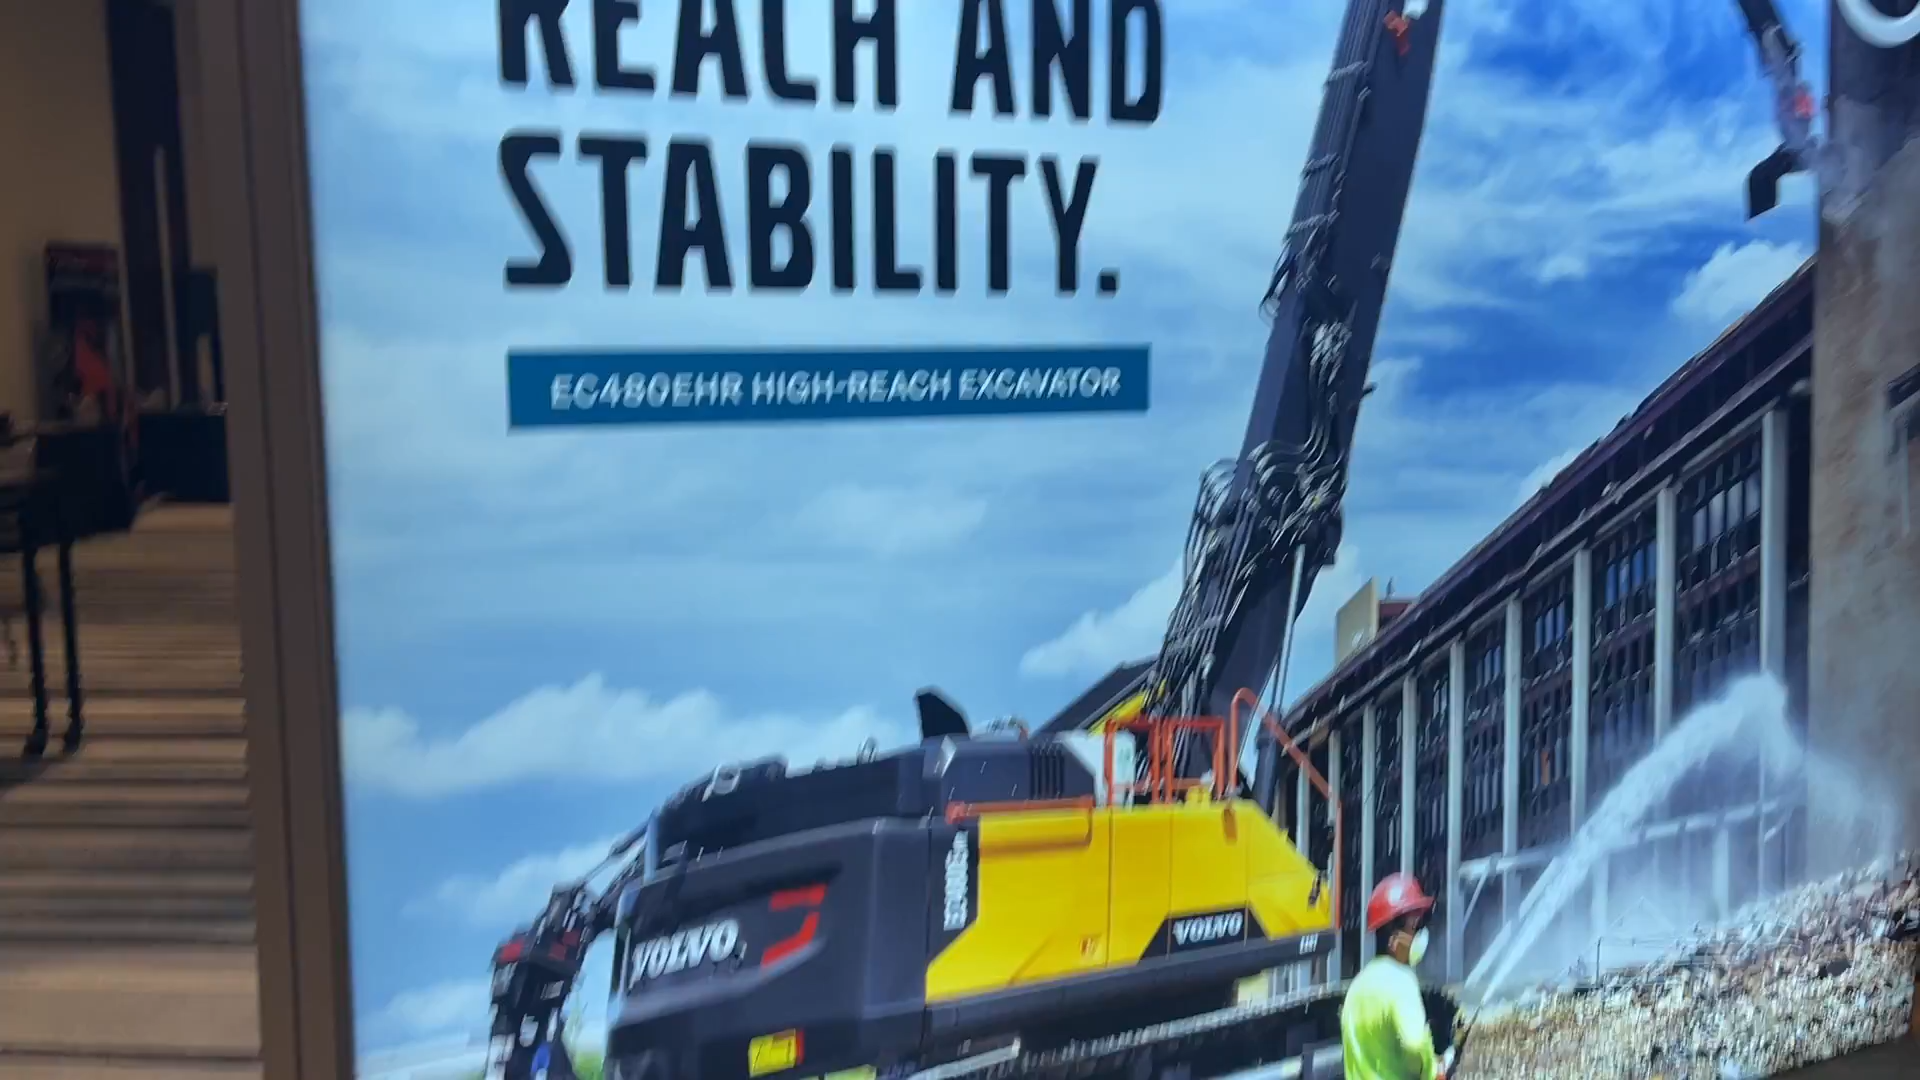 REACH AND
STABILITY.
EC480EHR HIGH-REACH EXCAVATOR
VOLVO
VOLVO